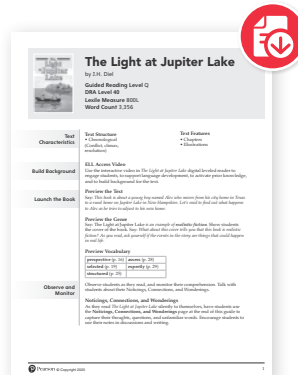 The Light at Jupiter Lake
The Light at Jupiter Lake
by J.H. Diel
Guided Reading Level Q
DRA Level 40
Lexile Measure 800L
Word Count 3,356
Text
Characteristics
Text Structure
• Chronological
(Conflict, climax,
resolution)
Text Features
• Chapters
• Illustrations
Build Background
ELL Access Video
Use the interactive video in The Light at Jupiter Lake digital leveled reader to
engage students, to support language development, to activate prior knowledge,
and to build background for the text.
Launch the Book
Preview the Text
Say: This book is about a young boy named Alex who moves from his city home in Texas
to a rural home on Jupiter Lake in New Hampshire. Let's read to find out what happens
to Alex as he tries to adjust to his new home.
Preview the Genre
Say: The Light at Jupiter Lake is an example of realistic fiction. Show students
the cover of the book. Say: What about this cover tells you that this book is realistic
fiction? As you read, ask yourself if the events in the story are things that could happen
in real life.
Preview Vocabulary
perspective (p. 16)
assess (p. 28)
selected (p. 19)
expertly (p. 29)
structured (p. 25)
Observe and
Monitor
Observe students as they read, and monitor their comprehension. Talk with
students about their Noticings, Connections, and Wonderings.
Noticings, Connections, and Wonderings
As they read The Light at Jupiter Lake silently to themselves, have students use
the Noticings, Connections, and Wonderings page at the end of this guide to
capture their thoughts, questions, and unfamiliar words. Encourage students to
use their notes in discussions and writing.
Pearson © Copyright 2020
1